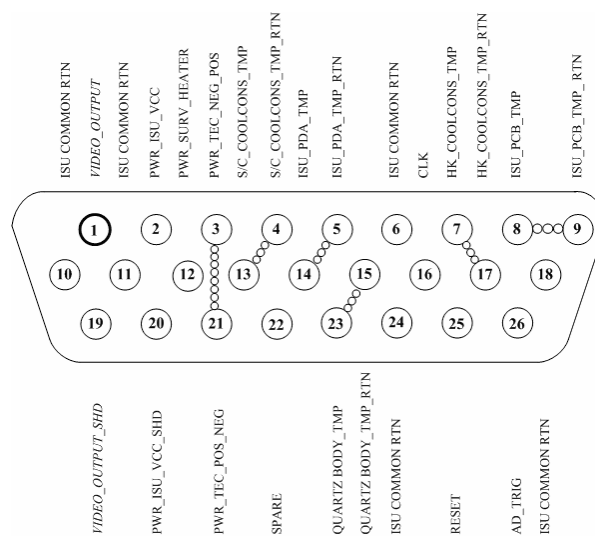 ISU COMMON RTN
VIDEO_OUTPUT
ISU COMMON RTN
PWR_ISU_VCC
PWR_SURV_HEATER
PWR_TEC_NEG_POS
S/C_COOLCONS_TMP
S/C_COOLCONS_TMP_RTN
ISU_PDA_TMP
ISU_PDA_TMP_RTN
ISU COMMON RTN
CLK
HK_COOLCONS_TMP
HK_COOLCONS_TMP_RTN
ISU_PCB_TMP
ISU_PCB_TMP_RTN
1 2 3 4 5 6 7 8 9
10 11 12 13 14 15 16 17 18
19 20 21 22 23 24 25 26
VIDEO_OUTPUT_SHD
PWR_ISU_VCC_SHD
PWR_TEC_POS_NEG
SPARE
QUARTZ BODY_TMP
QUARTZ BODY_TMP_RTN
ISU COMMON RTN
RESET
AD_TRIG
ISU COMMON RTN